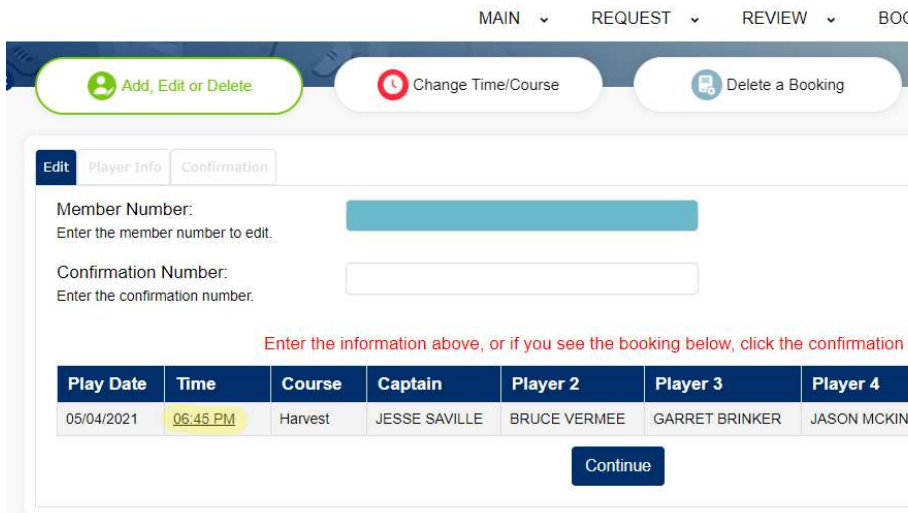 MAIN REQUEST REVIEW BOO
Add, Edit or Delete Change Time/Course Delete a Booking
Edit Player Info Confirmation
Member Number:
Enter the member number to edit.
Confirmation Number:
Enter the confirmation number.
Enter the information above, or if you see the booking below, click the confirmation
Play Date Time Course Captain Player 2 Player 3 Player 4
05/04/2021 06:45 PM Harvest JESSE SAVILLE BRUCE VERMEE GARRET BRINKER JASON MCKIN
Continue